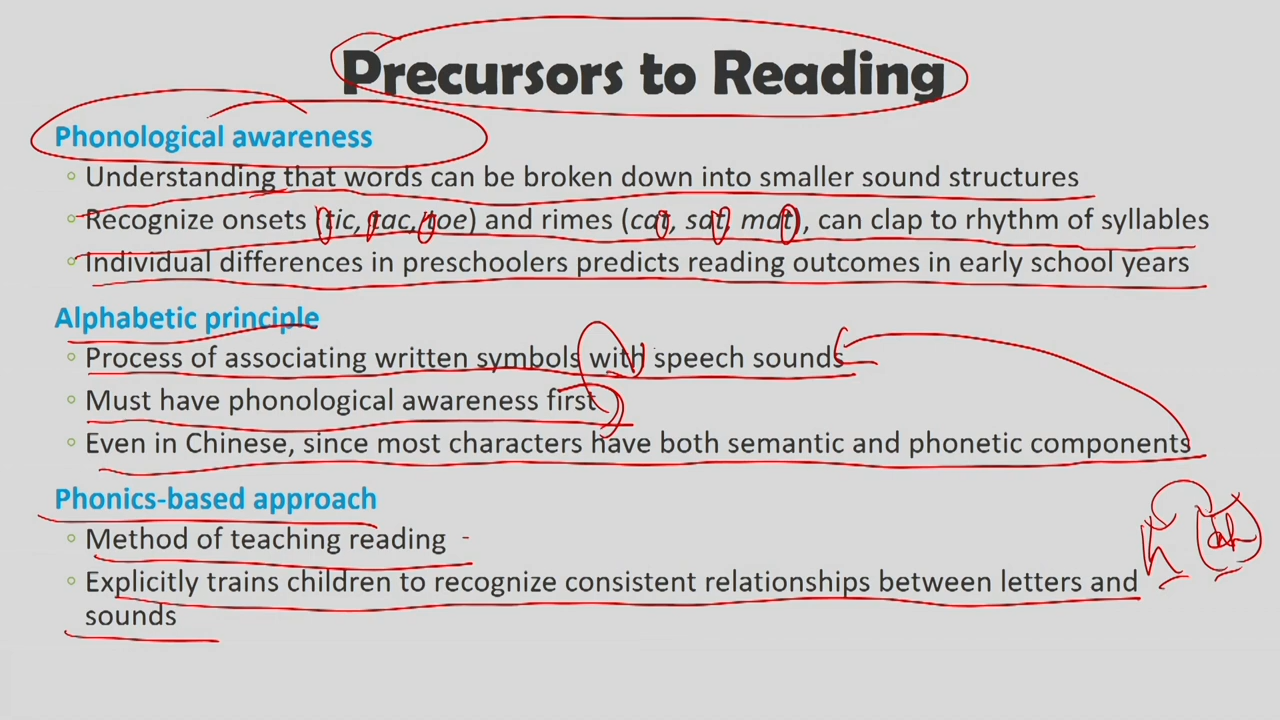 Precursors to Reading
Phonological awareness
Understanding that words can be broken down into smaller sound structures
Recognize onsets (tic, tac, toe) and rimes (cat, sat, mat), can clap to rhythm of syllables
Individual differences in preschoolers predicts reading outcomes in early school years
Alphabetic principle
Process of associating written symbols with speech sounds
Must have phonological awareness first
Even in Chinese, since most characters have both semantic and phonetic components
Phonics-based approach
Method of teaching reading
Explicitly trains children to recognize consistent relationships between letters and
sounds